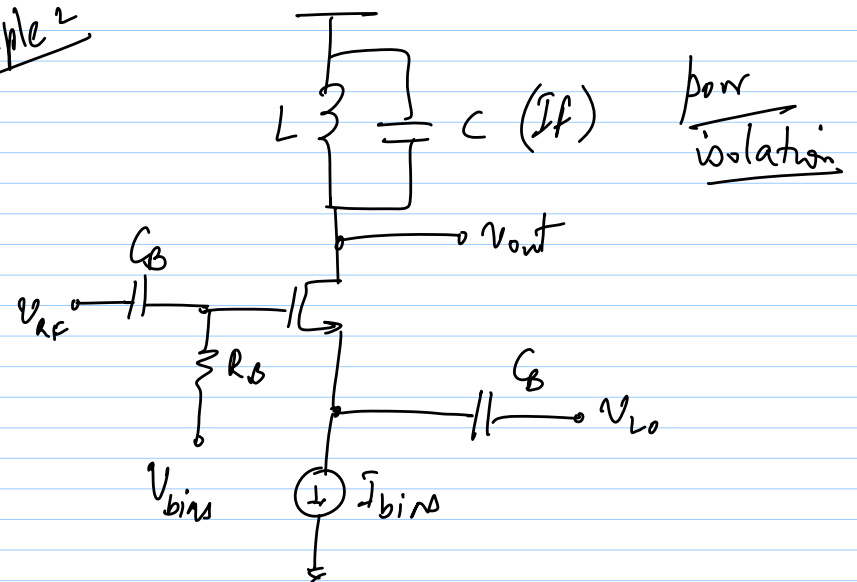 ple 2
L
C (If)
poor
isolation
Vout
CB
VRF
RB
CB
VLO
Vbias
Ibias